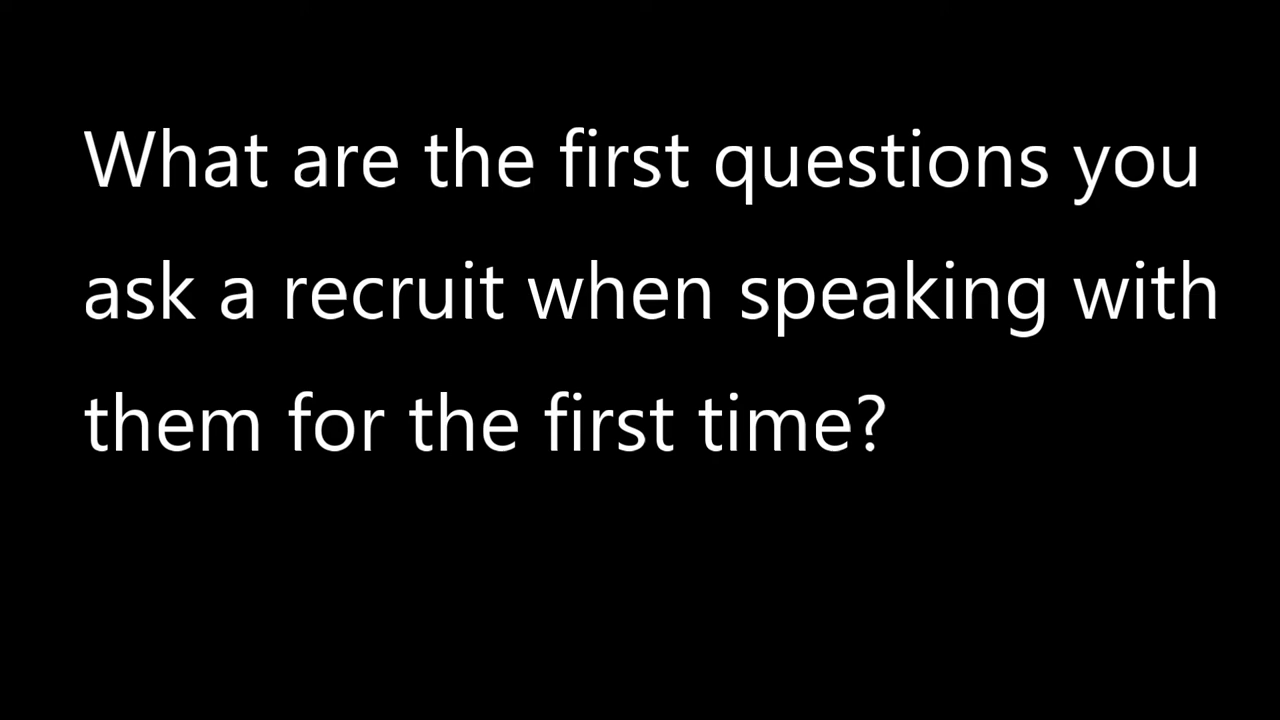 What are the first questions you
ask a recruit when speaking with
them for the first time?